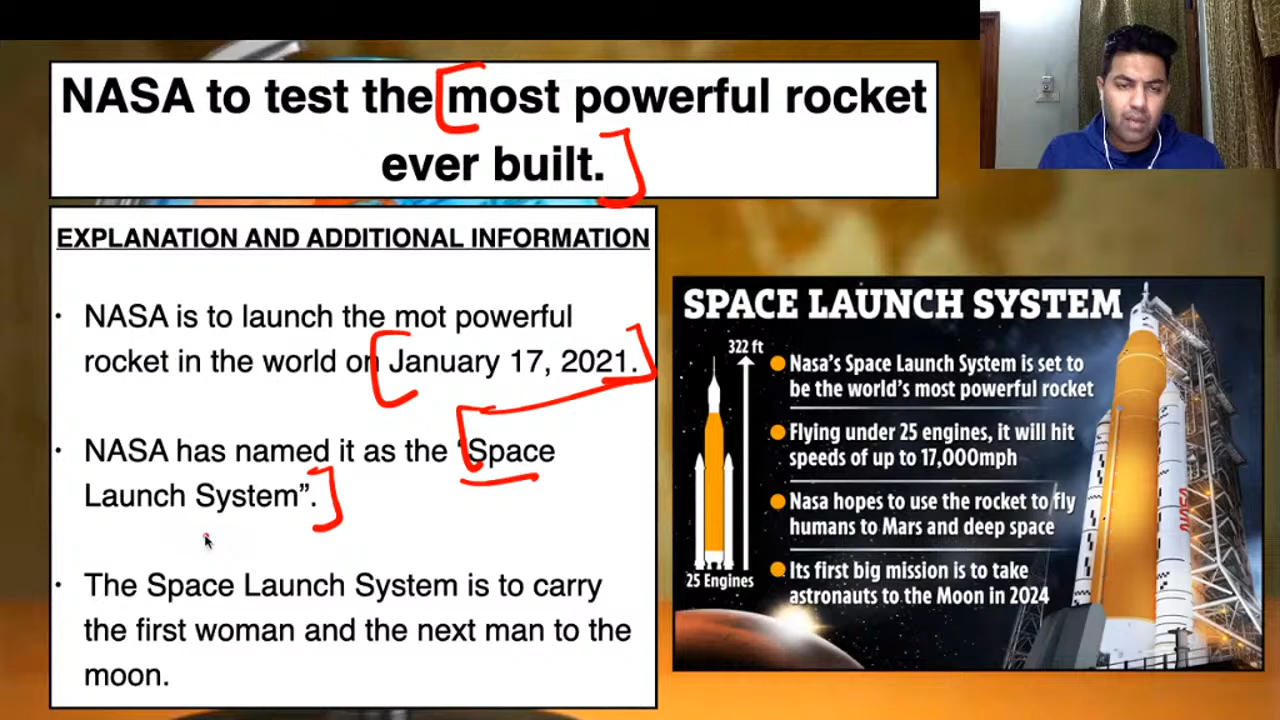 NASA to test the most powerful rocket
ever built.
EXPLANATION AND ADDITIONAL INFORMATION
• NASA is to launch the mot powerful
rocket in the world on January 17, 2021.
• NASA has named it as the “Space
Launch System”.
• The Space Launch System is to carry
the first woman and the next man to the
moon.
SPACE LAUNCH SYSTEM
322 ft
25 Engines
Nasa's Space Launch System is set to
be the world's most powerful rocket
Flying under 25 engines, it will hit
speeds of up to 17,000mph
Nasa hopes to use the rocket to fly
humans to Mars and deep space
Its first big mission is to take
astronauts to the Moon in 2024